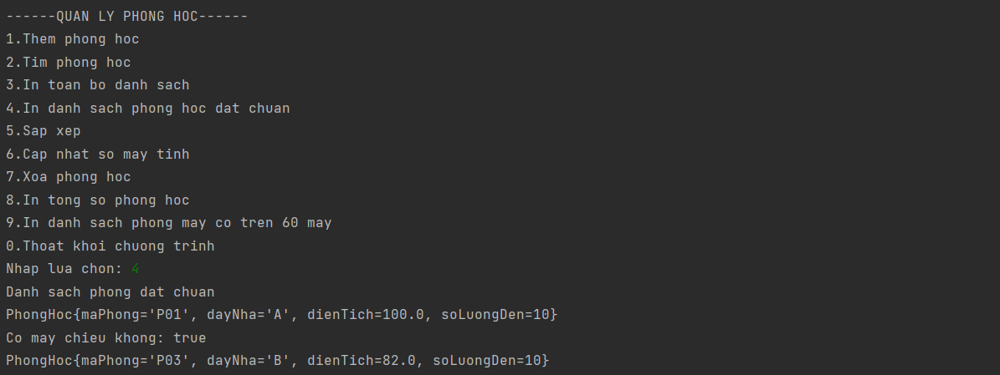 ------QUAN LY PHONG HOC------
1.Them phong hoc
2.Tim phong hoc
3.In toan bo danh sach
4.In danh sach phong hoc dat chuan
5.Sap xep
6.Cap nhat so may tinh
7.Xoa phong hoc
8.In tong so phong hoc
9.In danh sach phong may co tren 60 may
0.Thoat khoi chuong trinh
Nhap lua chon: 4
Danh sach phong dat chuan
PhongHoc{maPhong='P01', dayNha='A', dienTich=100.0, soLuongDen=10}
Co may chieu khong: true
PhongHoc{maPhong='P03', dayNha='B', dienTich=82.0, soLuongDen=10}